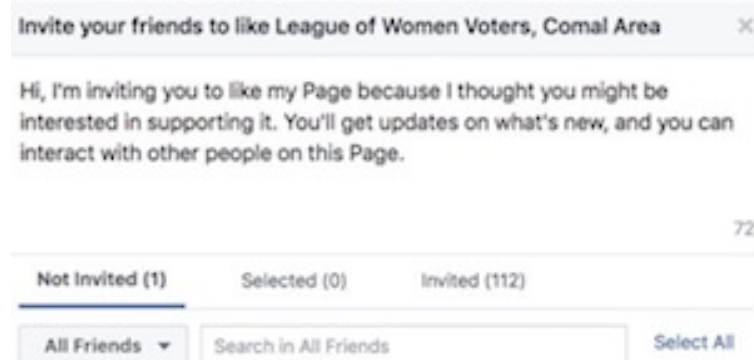 Invite your friends to like League of Women Voters, Comal Area
Hi, I'm inviting you to like my Page because I thought you might be
interested in supporting it. You'll get updates on what's new, and you can
interact with other people on this Page.
72
Not Invited (1) Selected (0) Invited (112)
All Friends Search in All Friends Select All